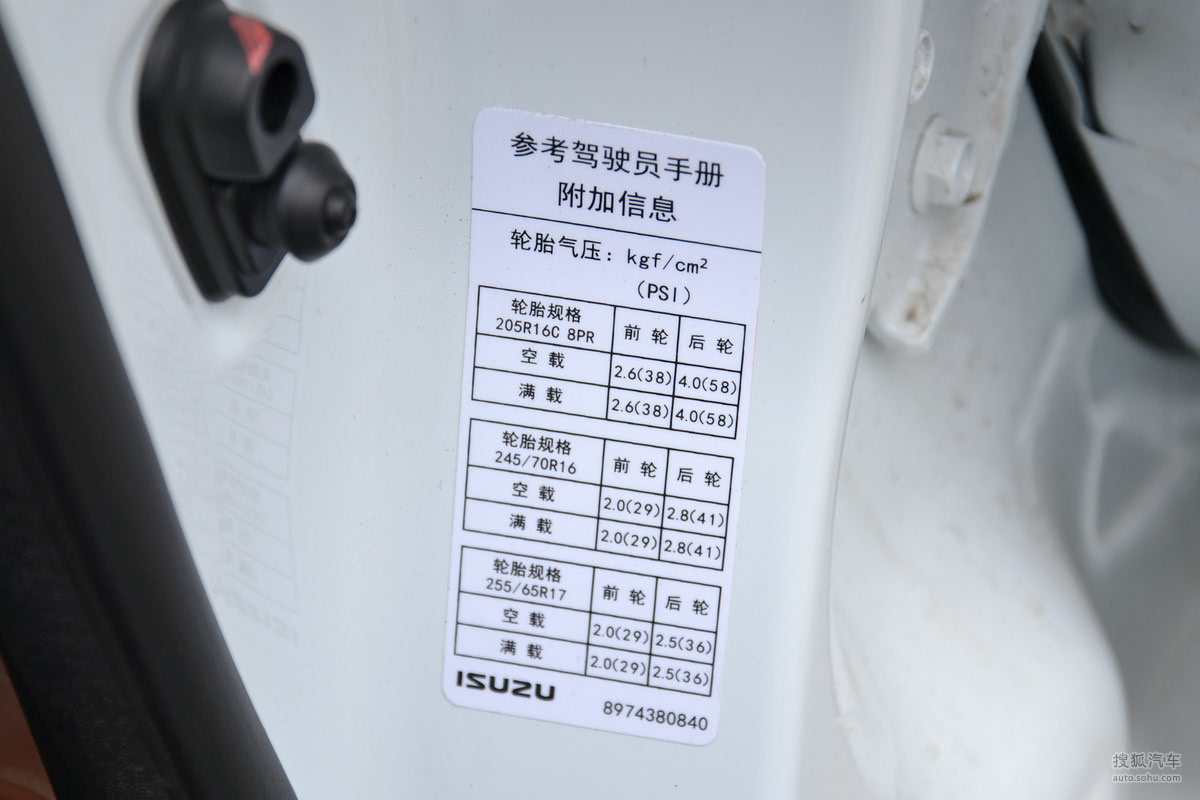 参考驾驶员手册
附加信息
轮胎气压：kgf/cm²
(PSI)
轮胎规格 前轮 后轮
205R16C 8PR
空载 2.6(38) 4.0(58)
满载 2.6(38) 4.0(58)
轮胎规格 前轮 后轮
245/70R16
空载 2.0(29) 2.8(41)
满载 2.0(29) 2.8(41)
轮胎规格 前轮 后轮
255/65R17
空载 2.0(29) 2.5(36)
满载 2.0(29) 2.5(36)
ISUZU 8974380840
搜狐汽车
auto.sohu.com